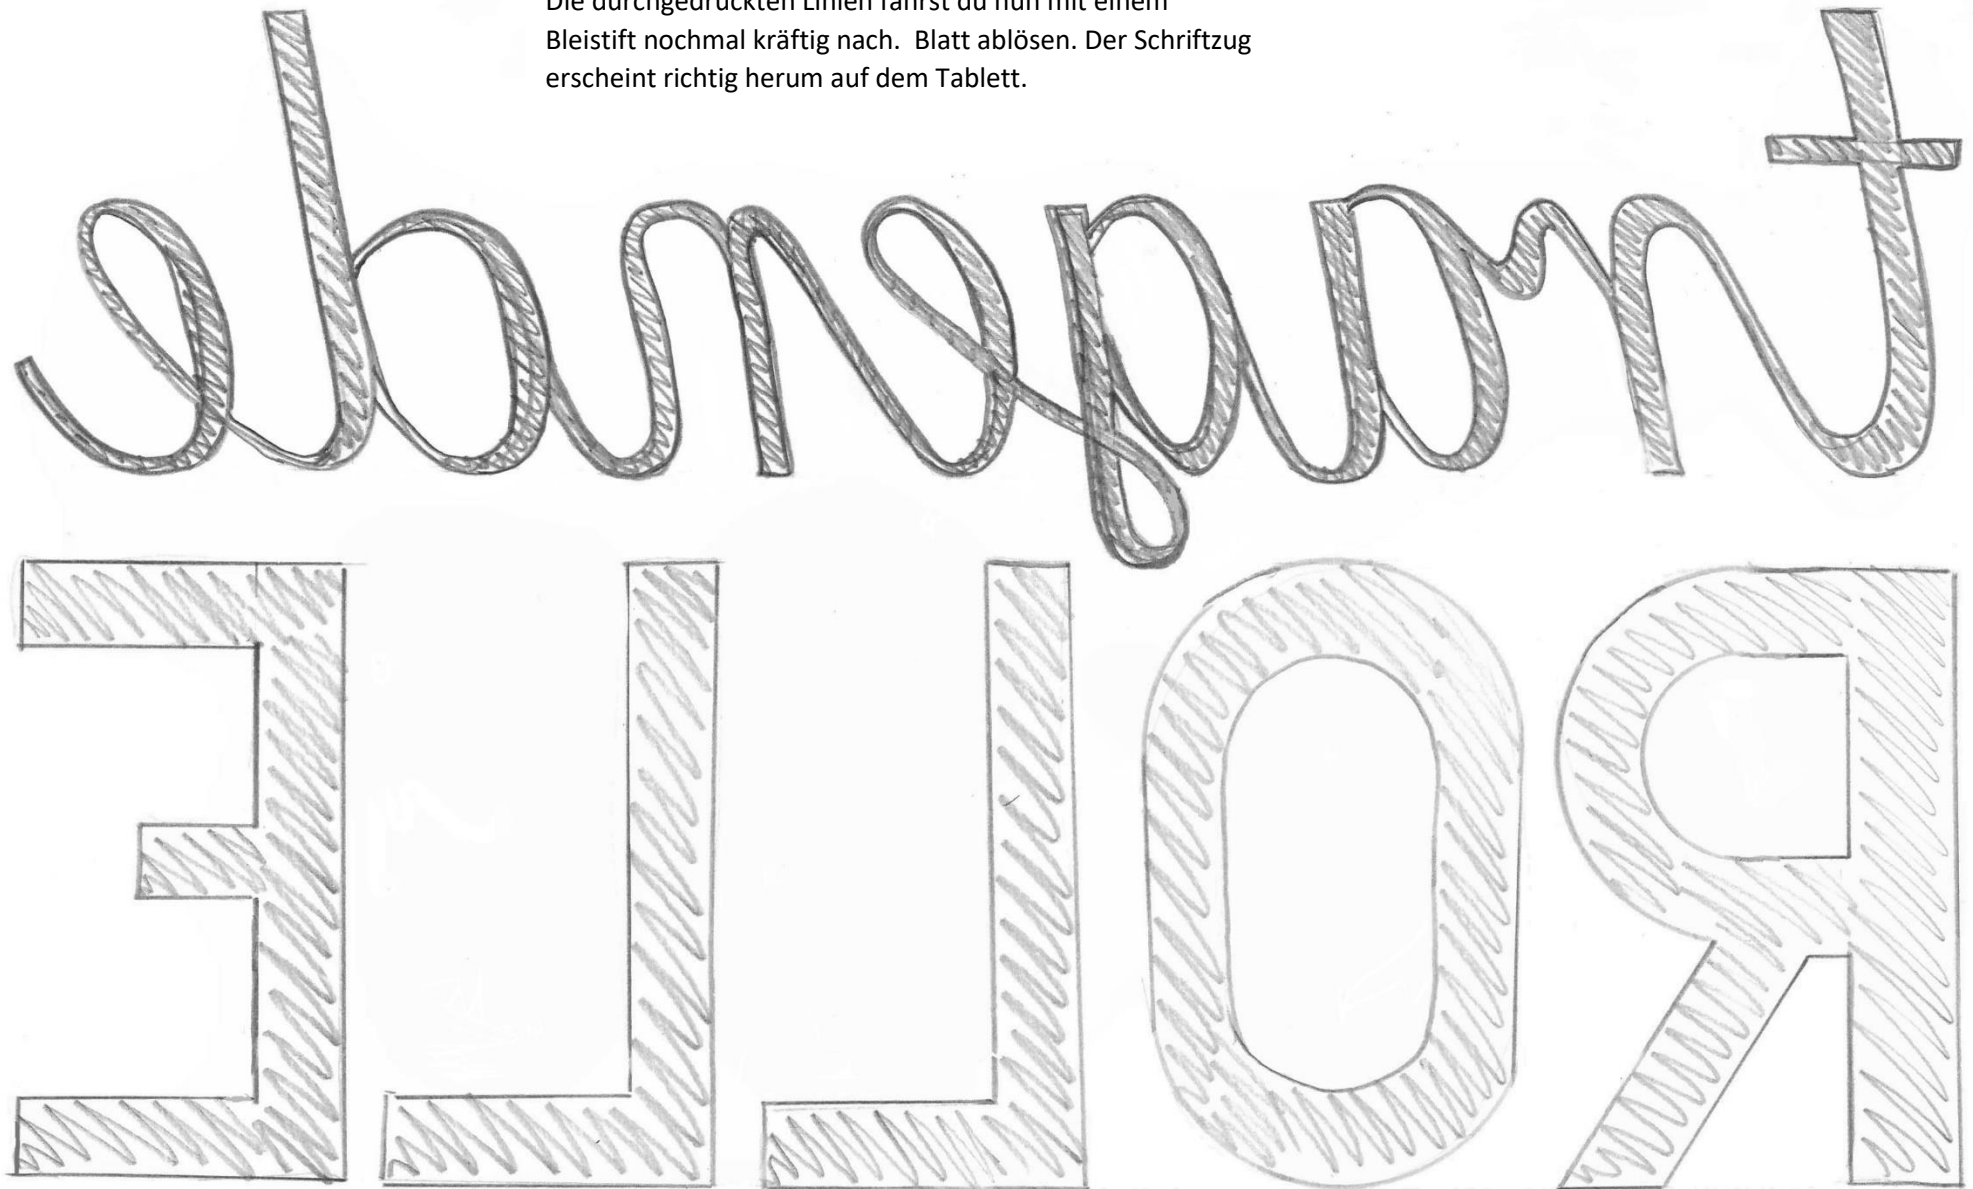 Die durchgedrückten Linien fährst du nun mit einem
Bleistift nochmal kräftig nach. Blatt ablösen. Der Schriftzug
erscheint richtig herum auf dem Tablett.
tragende
ROLLE